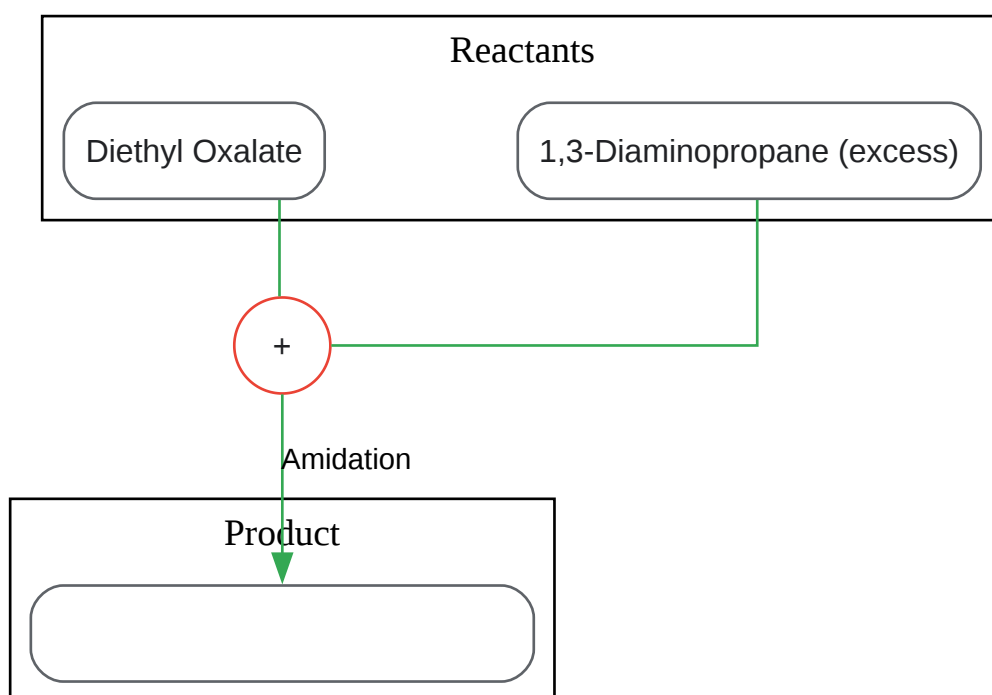 Reactants
Diethyl Oxalate
1,3-Diaminopropane (excess)
+
Amidation
Product